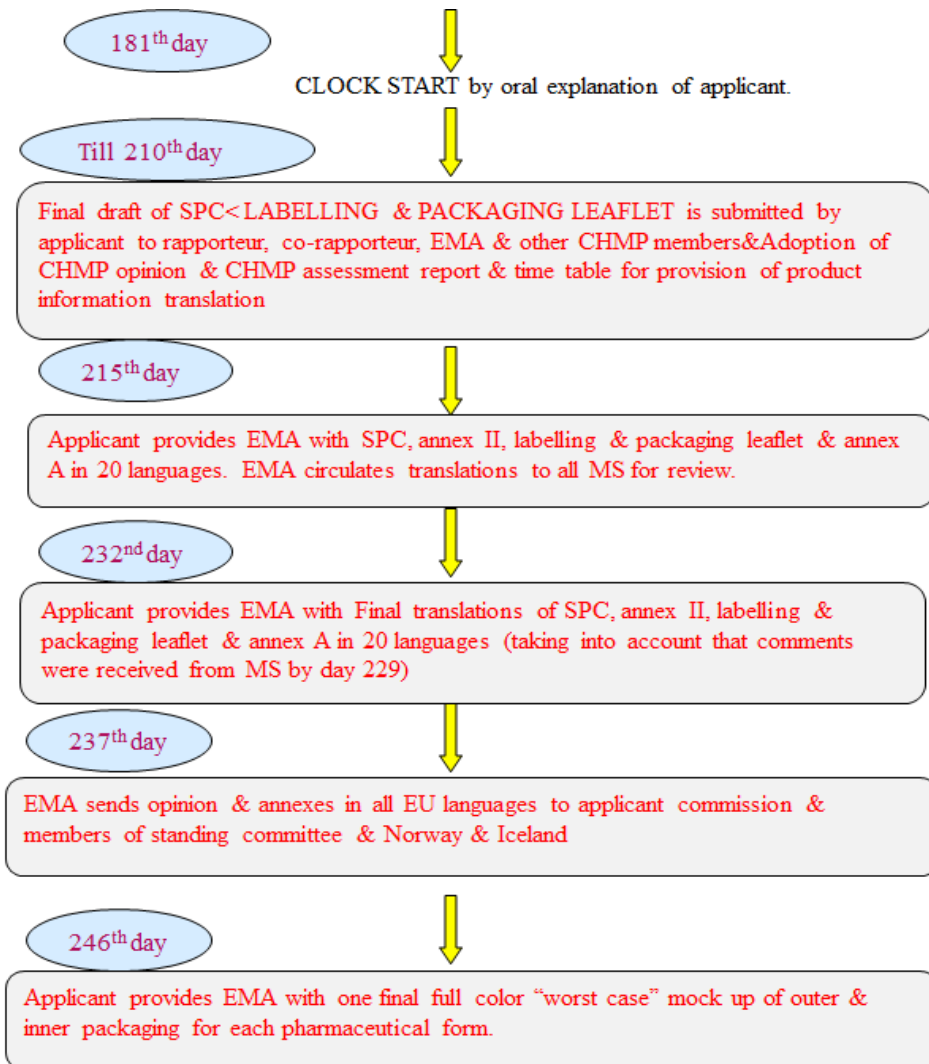 181th day
CLOCK START by oral explanation of applicant.
Till 210th day
Final draft of SPC< LABELLING & PACKAGING LEAFLET is submitted by
applicant to rapporteur, co-rapporteur, EMA & other CHMP members&Adoption of
CHMP opinion & CHMP assessment report & time table for provision of product
information translation
215th day
Applicant provides EMA with SPC, annex II, labelling & packaging leaflet & annex
A in 20 languages. EMA circulates translations to all MS for review.
232nd day
Applicant provides EMA with Final translations of SPC, annex II, labelling &
packaging leaflet & annex A in 20 languages (taking into account that comments
were received from MS by day 229)
237th day
EMA sends opinion & annexes in all EU languages to applicant commission &
members of standing committee & Norway & Iceland
246th day
Applicant provides EMA with one final full color “worst case” mock up of outer &
inner packaging for each pharmaceutical form.